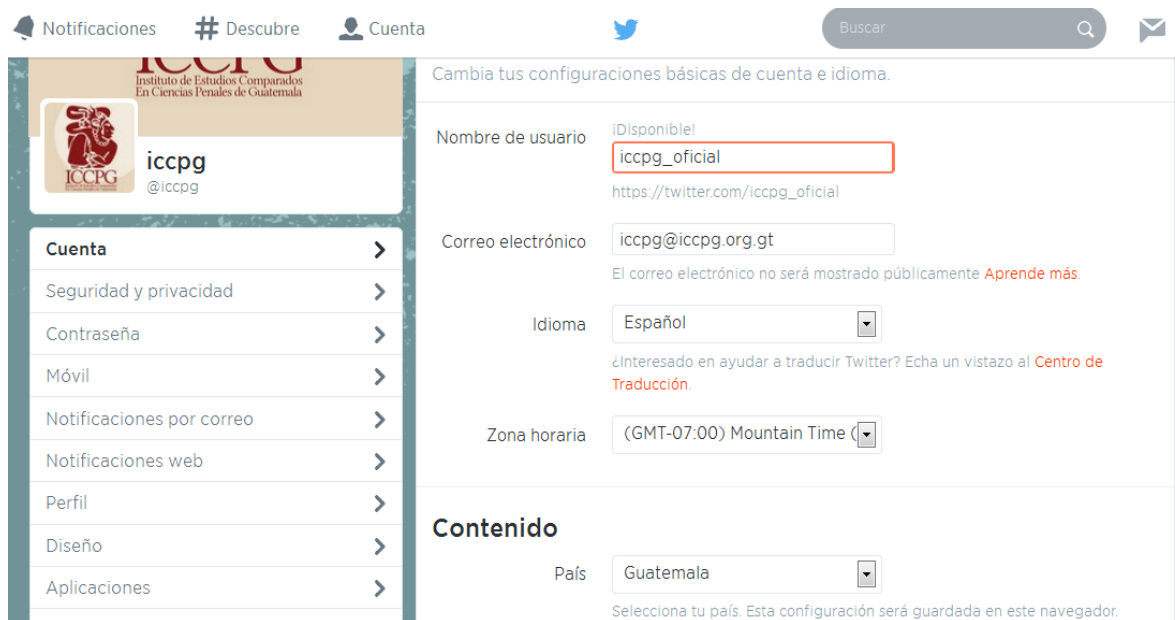 Notificaciones
Descubre
Cuenta
Buscar
ICCPG
Instituto de Estudios Comparados
En Ciencias Penales de Guatemala
ICCPG
iccpg
@iccpg
Cuenta
Seguridad y privacidad
Contraseña
Móvil
Notificaciones por correo
Notificaciones web
Perfil
Diseño
Aplicaciones
Cambia tus configuraciones básicas de cuenta e idioma.
Nombre de usuario
¡Disponible!
iccpg_oficial
https://twitter.com/iccpg_oficial
Correo electrónico
iccpg@iccpg.org.gt
El correo electrónico no será mostrado públicamente Aprende más.
Idioma
Español
¿Interesado en ayudar a traducir Twitter? Echa un vistazo al Centro de
Traducción.
Zona horaria
(GMT-07:00) Mountain Time (
Contenido
País
Guatemala
Selecciona tu país. Esta configuración será guardada en este navegador.